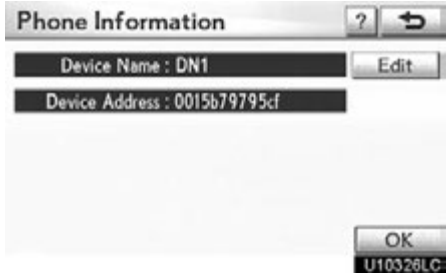 Phone Information ?
Device Name : DN1 Edit
Device Address : 0015b79795cf
OK
U10326LC